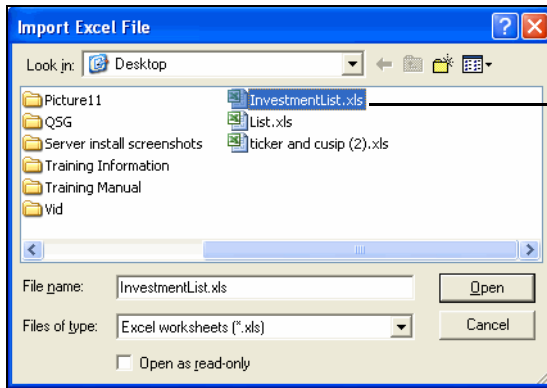 Import Excel File
Look in: Desktop
Picture11
QSG
Server install screenshots
Training Information
Training Manual
Vid
InvestmentList.xls
List.xls
ticker and cusip (2).xls
File name: InvestmentList.xls Open
Files of type: Excel worksheets (*.xls) Cancel
Open as read-only